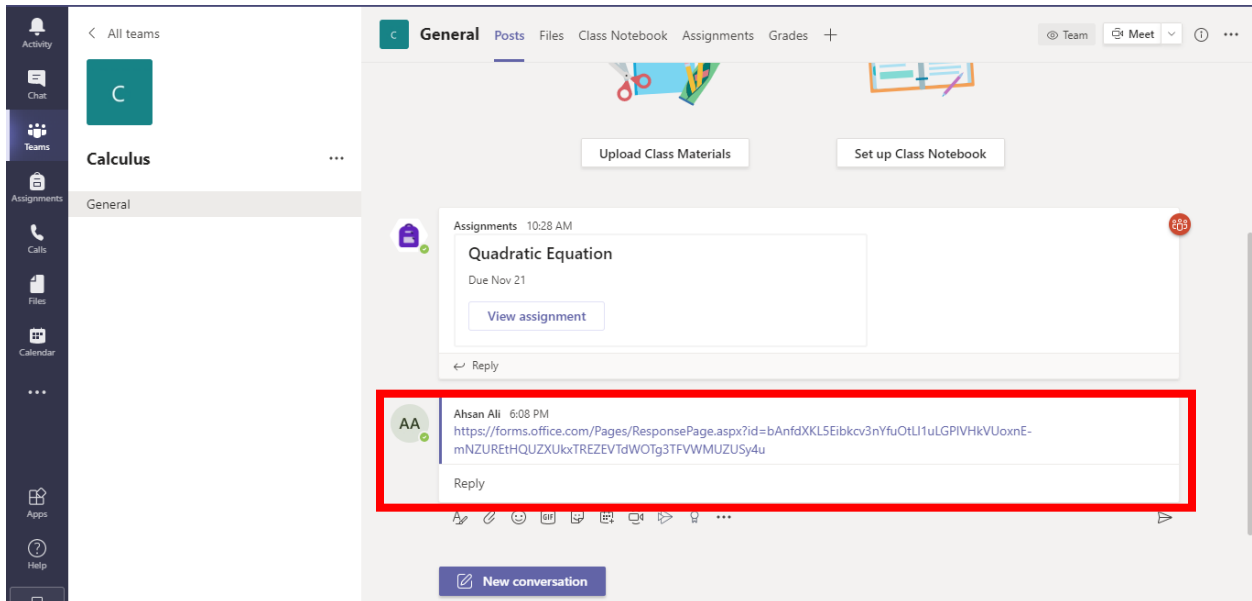 Activity
Chat
Teams
Assignments
Calls
Files
Calendar
Apps
Help
All teams
C
Calculus
General
C General Posts Files Class Notebook Assignments Grades
Team Meet
Upload Class Materials Set up Class Notebook
Assignments 10:28 AM
Quadratic Equation
Due Nov 21
View assignment
Reply
AA
Ahsan Ali 6:08 PM
https://forms.office.com/Pages/ResponsePage.aspx?id=bAnfdXKL5Eibkcv3nYfuOtLl1uLGPlVHkVUoxnE-
mNZUREtHQUZXUkxTREZEVTdWOTg3TFVWMUZUSy4u
Reply
GIF
New conversation